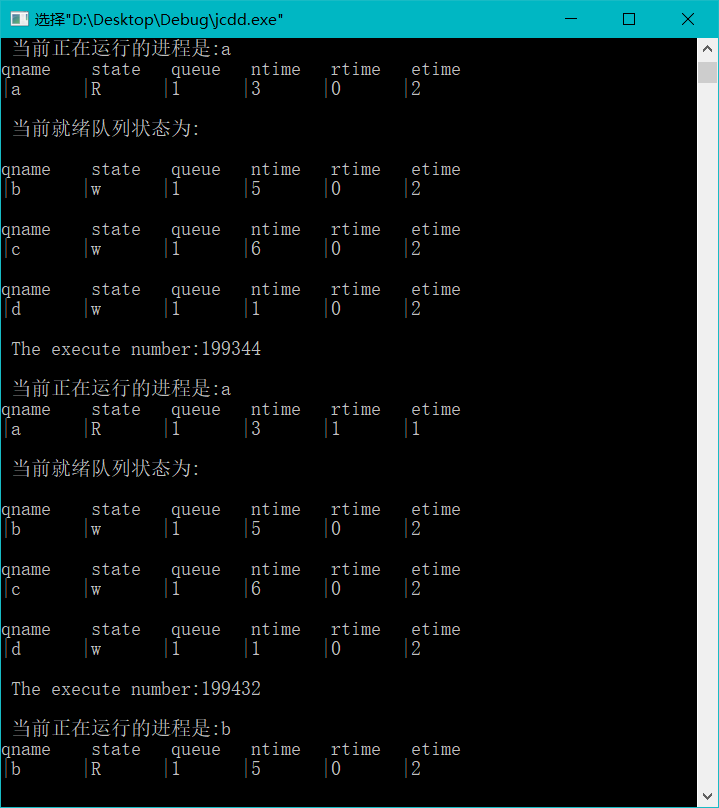 选择"D:\Desktop\Debug\jcdd.exe"
当前正在运行的进程是:a
qname state queue ntime rtime etime
|a |R |1 |3 |0 |2
当前就绪队列状态为:
qname state queue ntime rtime etime
|b |w |1 |5 |0 |2
qname state queue ntime rtime etime
|c |w |1 |6 |0 |2
qname state queue ntime rtime etime
|d |w |1 |1 |0 |2
The execute number:199344
当前正在运行的进程是:a
qname state queue ntime rtime etime
|a |R |1 |3 |1 |1
当前就绪队列状态为:
qname state queue ntime rtime etime
|b |w |1 |5 |0 |2
qname state queue ntime rtime etime
|c |w |1 |6 |0 |2
qname state queue ntime rtime etime
|d |w |1 |1 |0 |2
The execute number:199432
当前正在运行的进程是:b
qname state queue ntime rtime etime
|b |R |1 |5 |0 |2